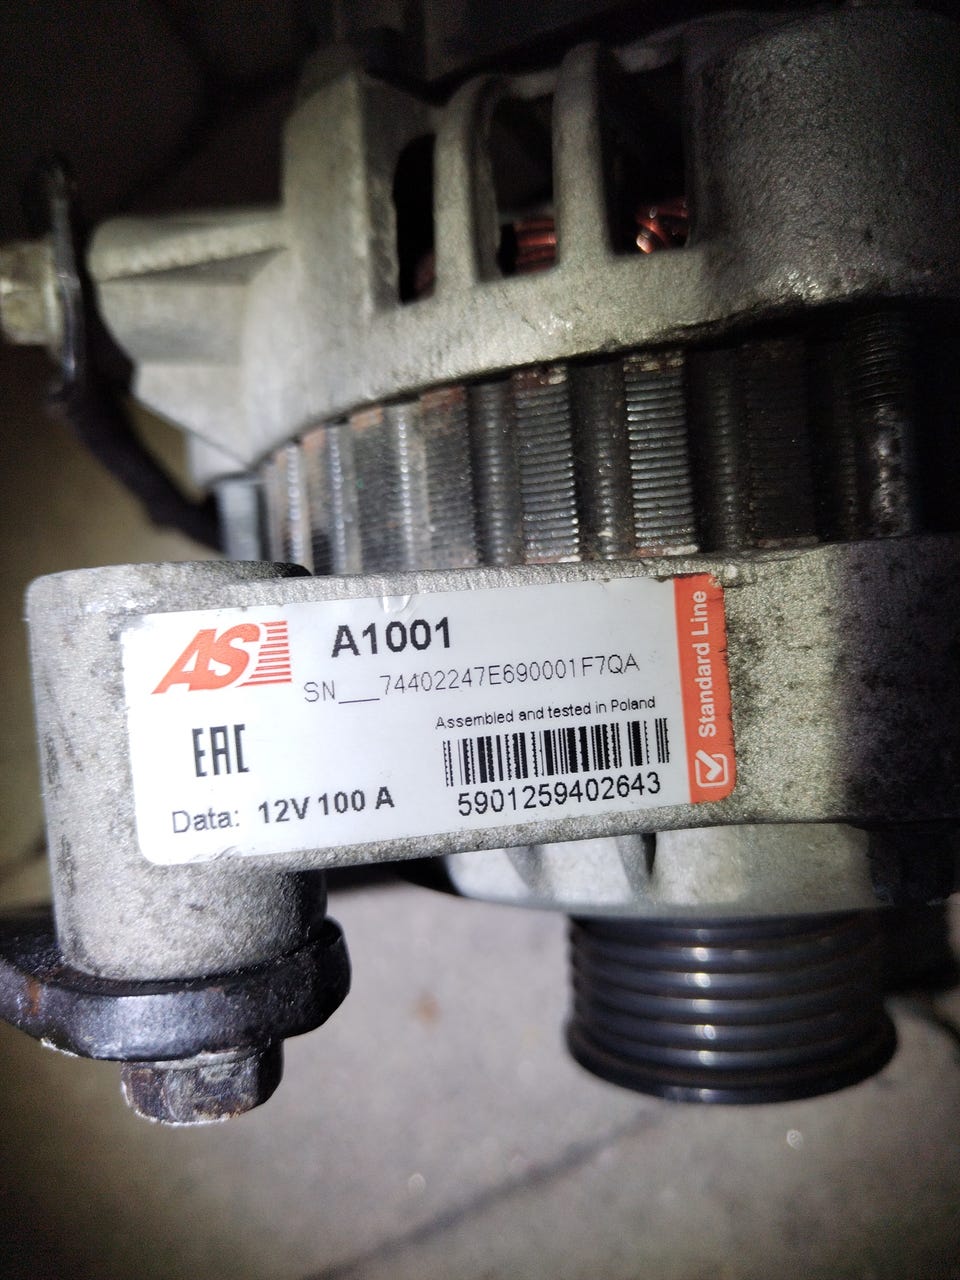 AS
A1001
SN___74402247E690001F7QA
EAC
Assembled and tested in Poland
Data: 12V 100 A
5901259402643
Standard Line